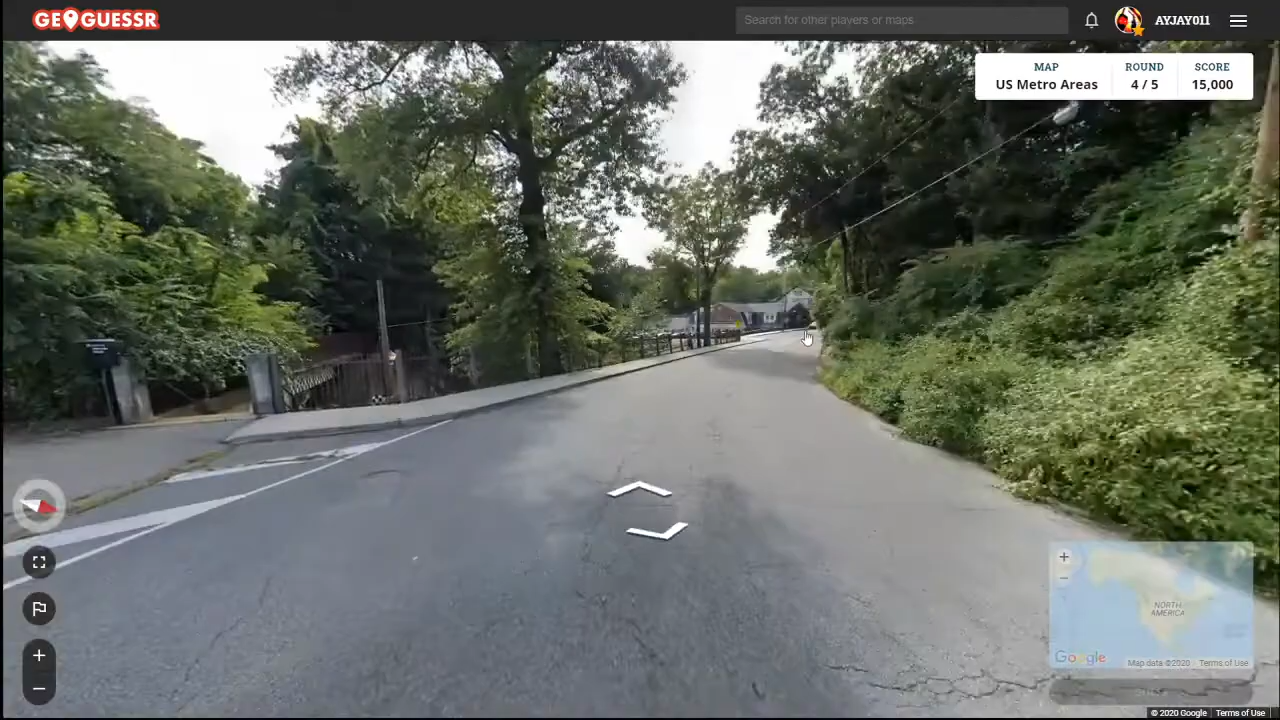 GEOGUESSR
Search for other players or maps
AYJAY011
MAP
US Metro Areas
ROUND
4 / 5
SCORE
15,000
+
−
+
−
NORTH
AMERICA
Google
Map data ©2020
Terms of Use
© 2020 Google
Terms of Use